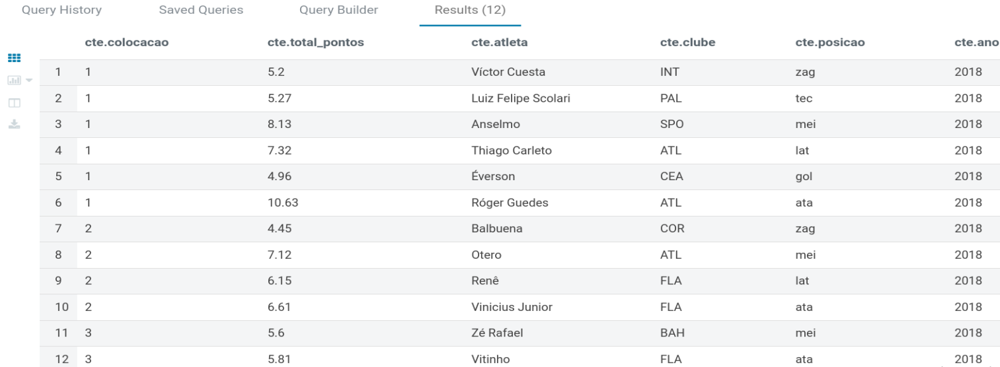 Query History Saved Queries Query Builder Results (12)
cte.colocacao cte.total_pontos cte.atleta cte.clube cte.posicao cte.ano
1 1 5.2 Víctor Cuesta INT zag 2018
2 1 5.27 Luiz Felipe Scolari PAL tec 2018
3 1 8.13 Anselmo SPO mei 2018
4 1 7.32 Thiago Carleto ATL lat 2018
5 1 4.96 Éverson CEA gol 2018
6 1 10.63 Róger Guedes ATL ata 2018
7 2 4.45 Balbuena COR zag 2018
8 2 7.12 Otero ATL mei 2018
9 2 6.15 Renê FLA lat 2018
10 2 6.61 Vinicius Junior FLA ata 2018
11 3 5.6 Zé Rafael BAH mei 2018
12 3 5.81 Vitinho FLA ata 2018